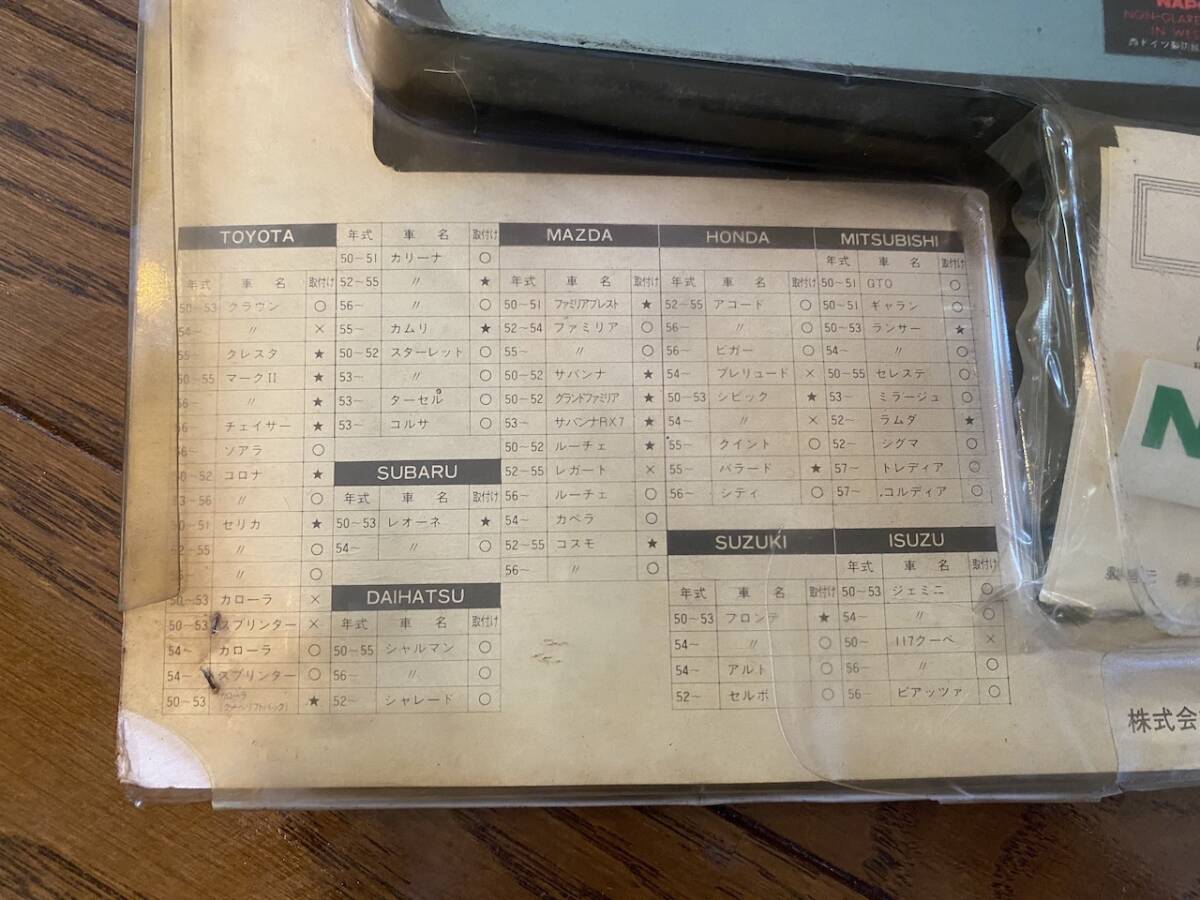 NON-GLAR
IN WES
西ドイツ製
TOYOTA
年式 車名 取付け
50~53 クラウン ○
54~ 〃 ×
55~ クレスタ ★
50~55 マークII ★
56~ 〃 ★
チェイサー ★
ソアラ ○
50~52 コロナ ★
53~56 〃 ○
50~51 セリカ ★
52~55 〃 ○
56~ 〃 ○
50~53 カローラ ×
50~53 スプリンター ×
54~ カローラ ○
54~ スプリンター ○
50~53 カローラ ★
年式 車名 取付け
50~51 カリーナ ○
52~55 〃 ★
56~ 〃 ○
55~ カムリ ★
50~52 スターレット ○
53~ 〃 ○
53~ ターセル ○
53~ コルサ ○
SUBARU
年式 車名 取付け
50~53 レオーネ ★
54~ 〃 ○
DAIHATSU
年式 車名 取付け
50~55 シャルマン ○
56~ 〃 ○
52~ シャレード ○
MAZDA
年式 車名 取付け
50~51 ファミリアプレスト ★
52~54 ファミリア ○
55~ 〃 ○
50~52 サバンナ ★
50~52 グランドファミリア ★
53~ サバンナRX7 ★
50~52 ルーチェ ★
52~55 レガート ×
56~ ルーチェ ○
54~ カペラ ○
52~55 コスモ ★
56~ 〃 ○
HONDA
年式 車名 取付け
52~55 アコード ○
56~ 〃 ○
56~ ビガー ○
54~ プレリュード ×
50~53 シビック ★
54~ 〃 ×
55~ クイント ○
55~ バラード ★
56~ シティ ○
SUZUKI
年式 車名 取付け
50~53 フロンテ ★
54~ 〃 ○
54~ アルト ○
52~ セルボ ○
MITSUBISHI
年式 車名 取付け
50~51 GTO ○
50~51 ギャラン ○
50~53 ランサー ★
54~ 〃 ○
50~55 セレステ ○
53~ ミラージュ ○
52~ ラムダ ★
52~ シグマ ○
57~ トレディア ○
57~ コルディア ○
ISUZU
年式 車名 取付け
50~53 ジェミニ ○
54~ 〃 ○
50~ 117クーペ ×
56~ 〃 ○
56~ ピアッツァ ○
N
株式会